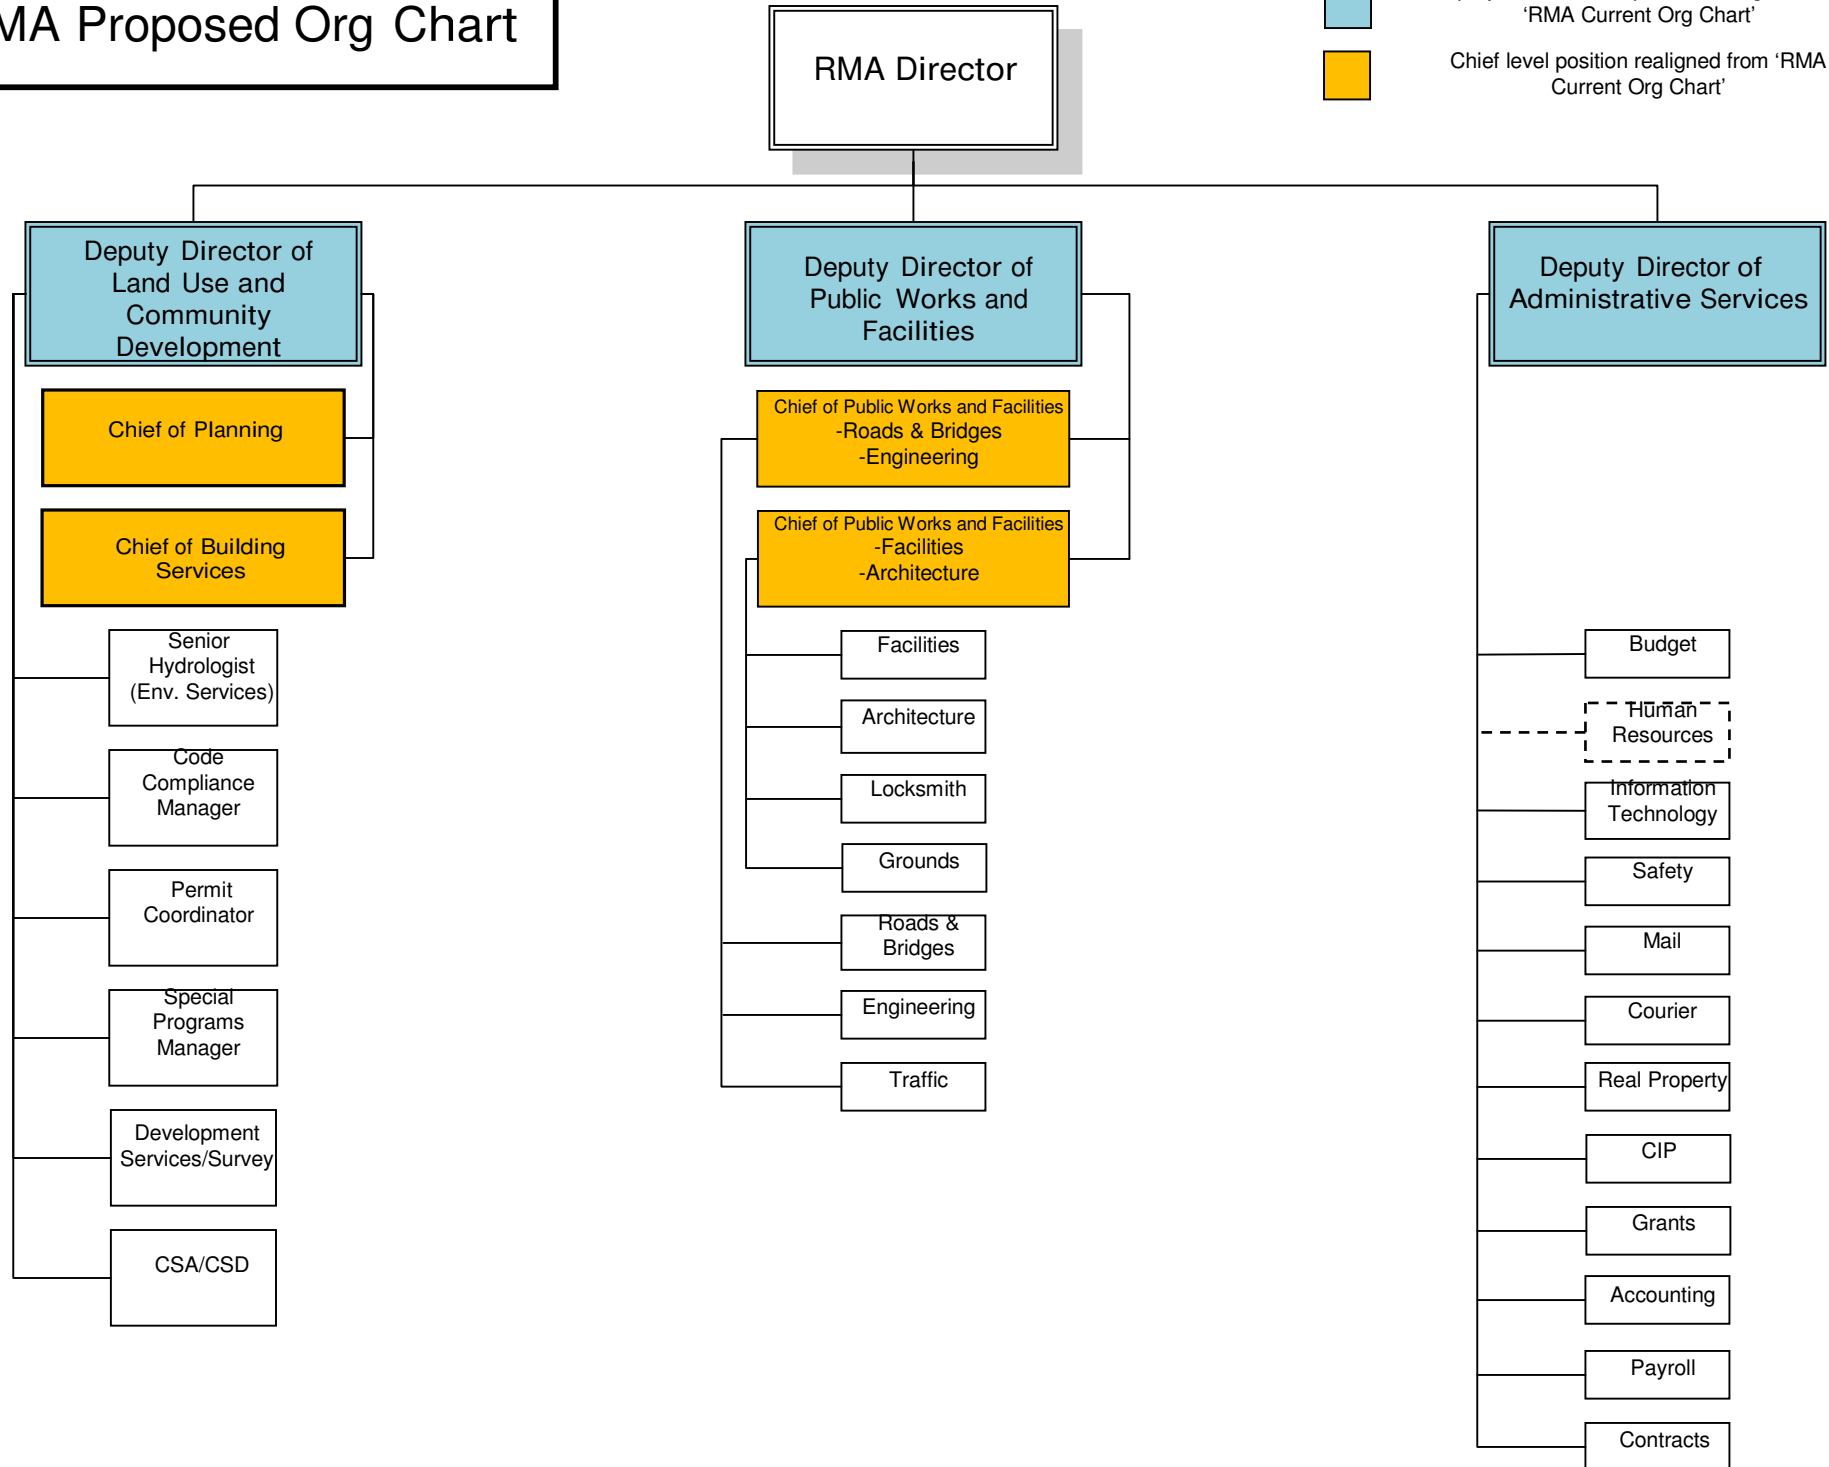 MA Proposed Org Chart
‘RMA Current Org Chart’
Chief level position realigned from ‘RMA
Current Org Chart’
RMA Director
Deputy Director of
Land Use and
Community
Development
Deputy Director of
Public Works and
Facilities
Deputy Director of
Administrative Services
Chief of Planning
Chief of Building
Services
Senior
Hydrologist
(Env. Services)
Code
Compliance
Manager
Permit
Coordinator
Special
Programs
Manager
Development
Services/Survey
CSA/CSD
Chief of Public Works and Facilities
-Roads & Bridges
-Engineering
Chief of Public Works and Facilities
-Facilities
-Architecture
Facilities
Architecture
Locksmith
Grounds
Roads &
Bridges
Engineering
Traffic
Budget
Human
Resources
Information
Technology
Safety
Mail
Courier
Real Property
CIP
Grants
Accounting
Payroll
Contracts